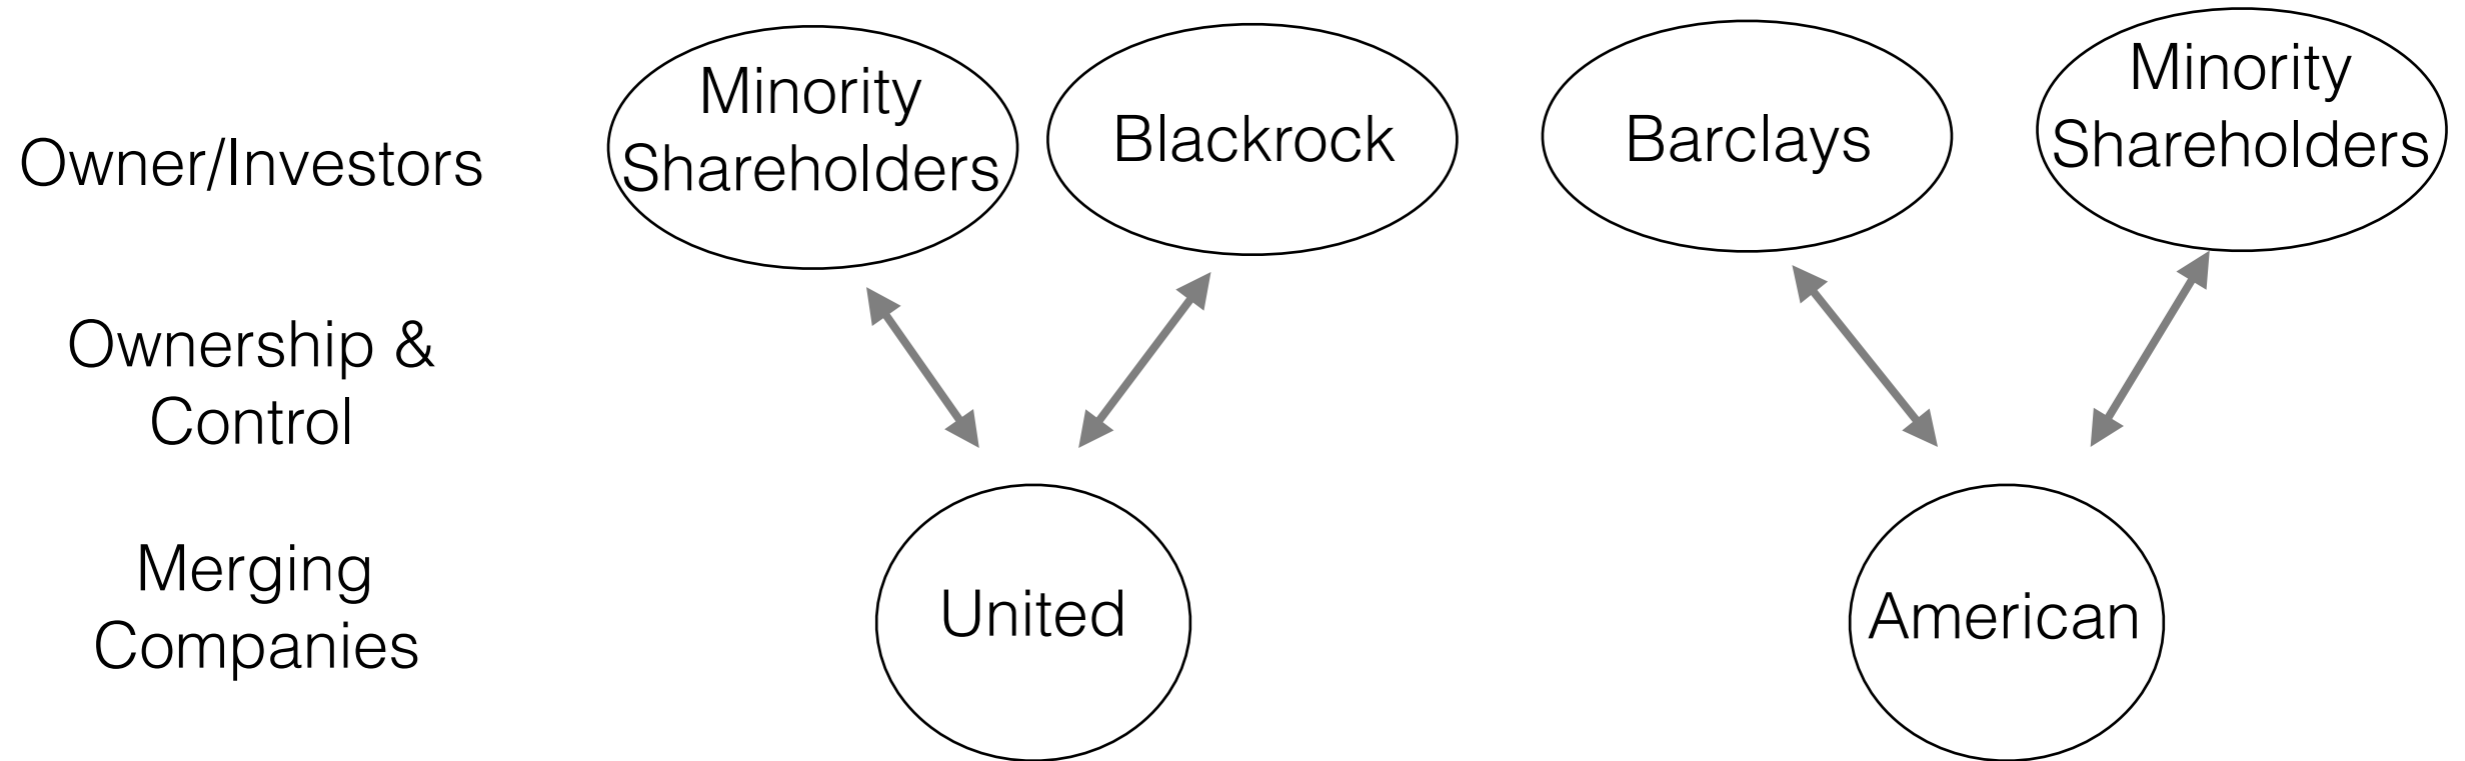 Owner/Investors
Minority
Shareholders
Blackrock
Barclays
Minority
Shareholders
Ownership &
Control
Merging
Companies
United
American